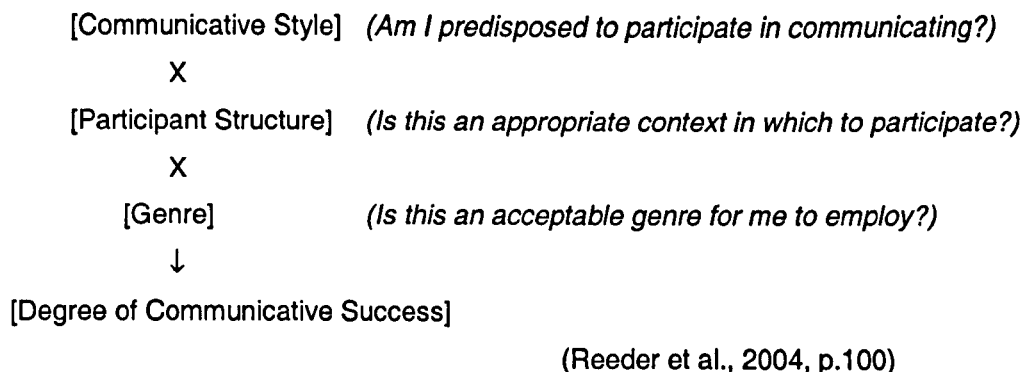 [Communicative Style] (Am I predisposed to participate in communicating?)
X
[Participant Structure] (Is this an appropriate context in which to participate?)
X
[Genre] (Is this an acceptable genre for me to employ?)
↓
[Degree of Communicative Success]
(Reeder et al., 2004, p.100)